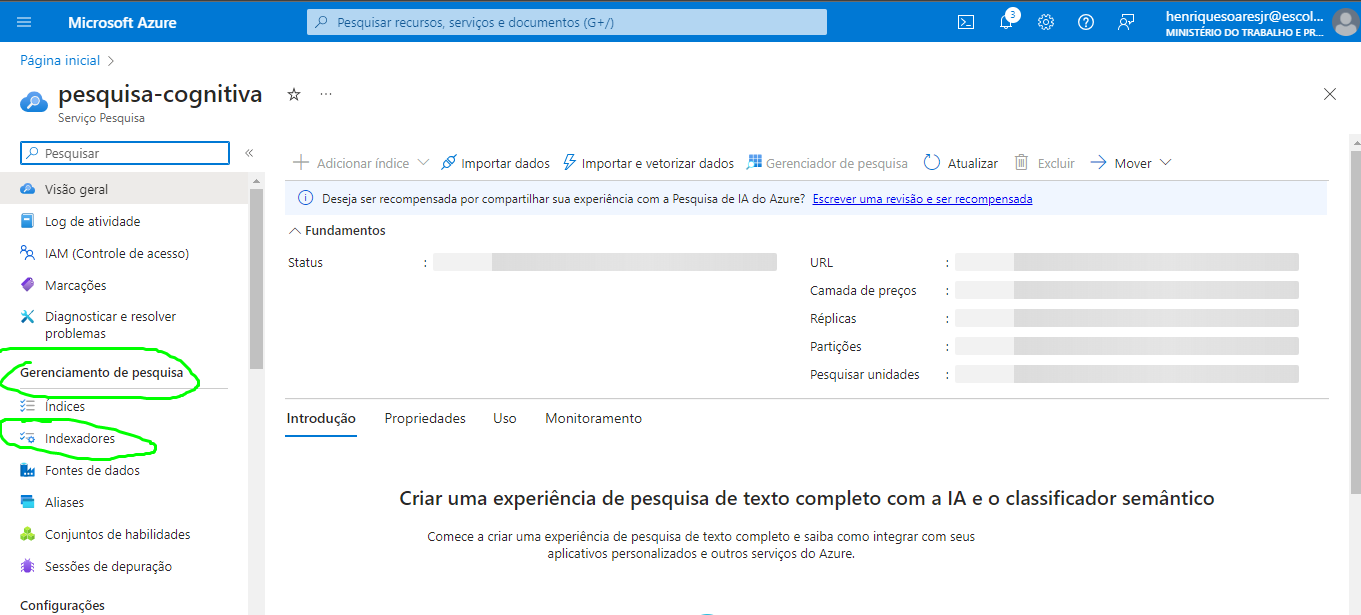 Microsoft Azure
Pesquisar recursos, serviços e documentos (G+/)
3
henriquesoaresjr@escol...
MINISTÉRIO DO TRABALHO E PR...
Página inicial
pesquisa-cognitiva
Serviço Pesquisa
Pesquisar
Visão geral
Log de atividade
IAM (Controle de acesso)
Marcações
Diagnosticar e resolver
problemas
Gerenciamento de pesquisa
Índices
Indexadores
Fontes de dados
Aliases
Conjuntos de habilidades
Sessões de depuração
Configurações
Adicionar índice
Importar dados
Importar e vetorizar dados
Gerenciador de pesquisa
Atualizar
Excluir
Mover
Deseja ser recompensada por compartilhar sua experiência com a Pesquisa de IA do Azure? Escrever uma revisão e ser recompensada
Fundamentos
Status :
URL :
Camada de preços :
Réplicas :
Partições :
Pesquisar unidades :
Introdução Propriedades Uso Monitoramento
Criar uma experiência de pesquisa de texto completo com a IA e o classificador semântico
Comece a criar uma experiência de pesquisa de texto completo e saiba como integrar com seus
aplicativos personalizados e outros serviços do Azure.